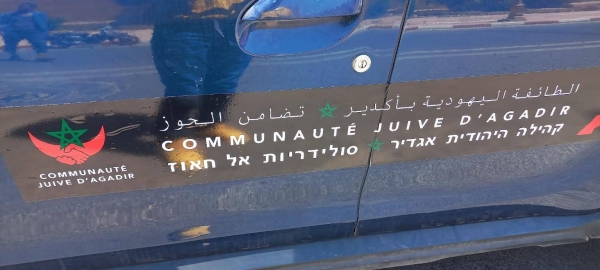 الطائفة اليهودية بأكدير ★ تضامن الحوز
COMMUNAUTÉ JUIVE D'AGADIR
קהילה היהודית אגדיר ★ סולידריות אל חאוז
COMMUNAUTÉ
JUIVE D'AGADIR